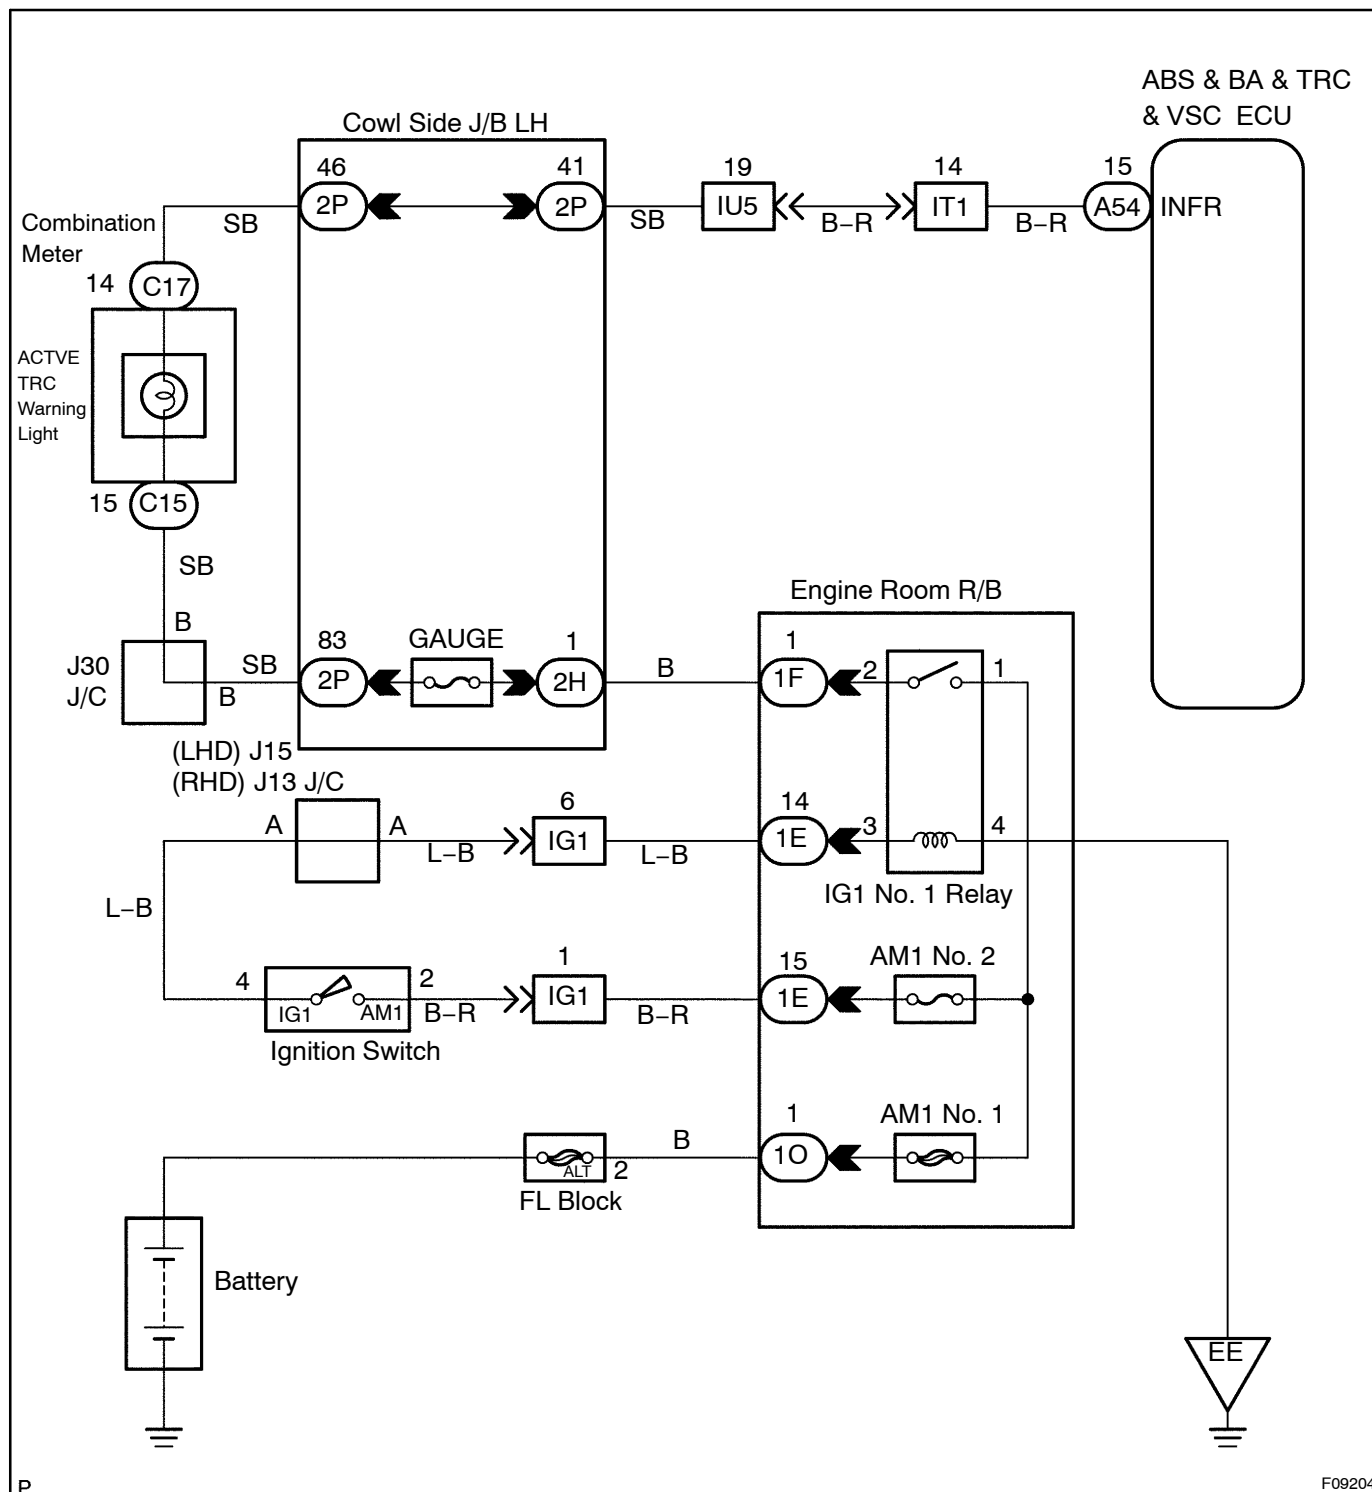 ABS & BA & TRC
& VSC ECU
Cowl Side J/B LH
46
41
19
14
15
2P
2P
IU5
IT1
A54
INFR
SB
SB
B–R
B–R
Combination
Meter
14
C17
ACTVE
TRC
Warning
Light
15
C15
SB
Engine Room R/B
B
83
GAUGE
1
1
J30
J/C
SB
B
2P
2H
B
1F
2
1
(LHD) J15
(RHD) J13 J/C
6
14
A
A
L–B
IG1
L–B
1E
3
4
IG1 No. 1 Relay
L–B
1
15
AM1 No. 2
4
IG1
AM1
2
B–R
IG1
B–R
1E
Ignition Switch
1
AM1 No. 1
B
1O
ALT
2
FL Block
Battery
EE
P
F09204